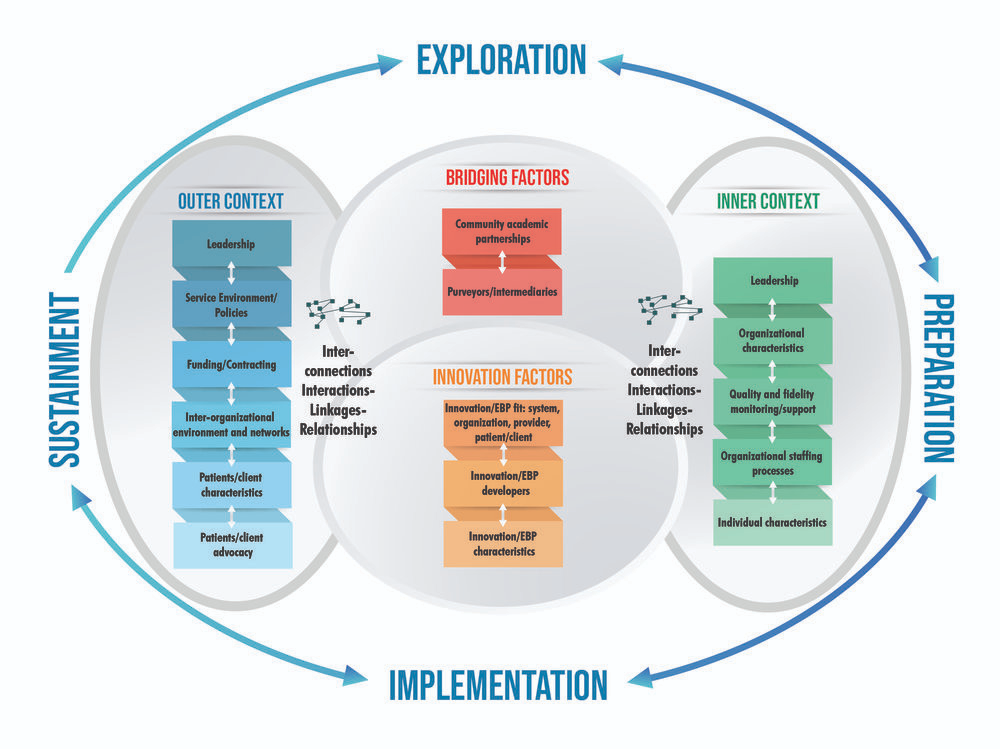 EXPLORATION
BRIDGING FACTORS
Community academic
partnerships
Purveyors/intermediaries
OUTER CONTEXT
Leadership
Service Environment/
Policies
Funding/Contracting
Inter-organizational
environment and networks
Patients/client
characteristics
Patients/client
advocacy
Inter-
connections
Interactions-
Linkages-
Relationships
INNOVATION FACTORS
Innovation/EBP fit: system,
organization, provider,
patient/client
Innovation/EBP
developers
Innovation/EBP
characteristics
Inter-
connections
Interactions-
Linkages-
Relationships
INNER CONTEXT
Leadership
Organizational
characteristics
Quality and fidelity
monitoring/support
Organizational staffing
processes
Individual characteristics
SUSTAINMENT
PREPARATION
IMPLEMENTATION